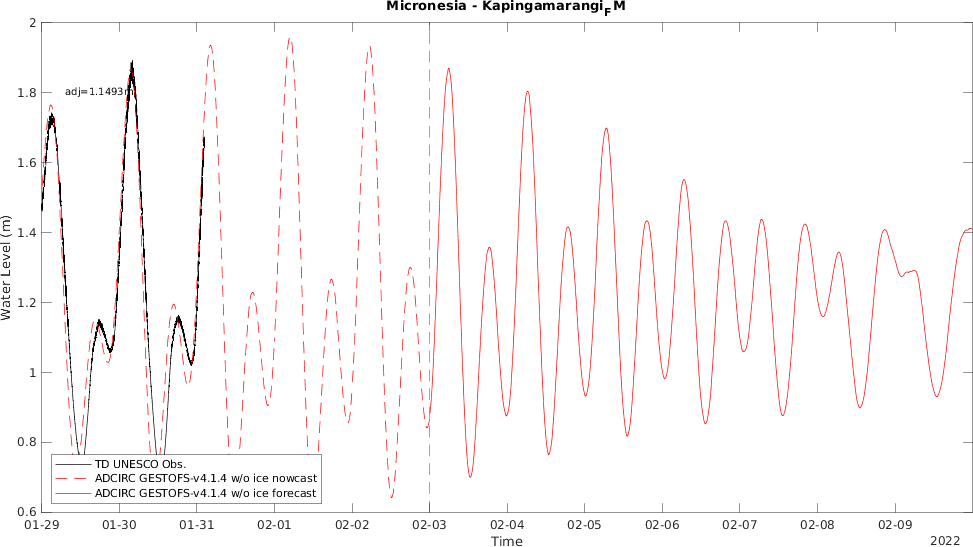 Micronesia - Kapingamarangi_FM
2
1.8
1.6
1.4
1.2
1
0.8
0.6
Water Level (m)
adj=1.1493
TD UNESCO Obs.
ADCIRC GESTOFS-v4.1.4 w/o ice nowcast
ADCIRC GESTOFS-v4.1.4 w/o ice forecast
01-29 01-30 01-31 02-01 02-02 02-03 02-04 02-05 02-06 02-07 02-08 02-09
Time
2022